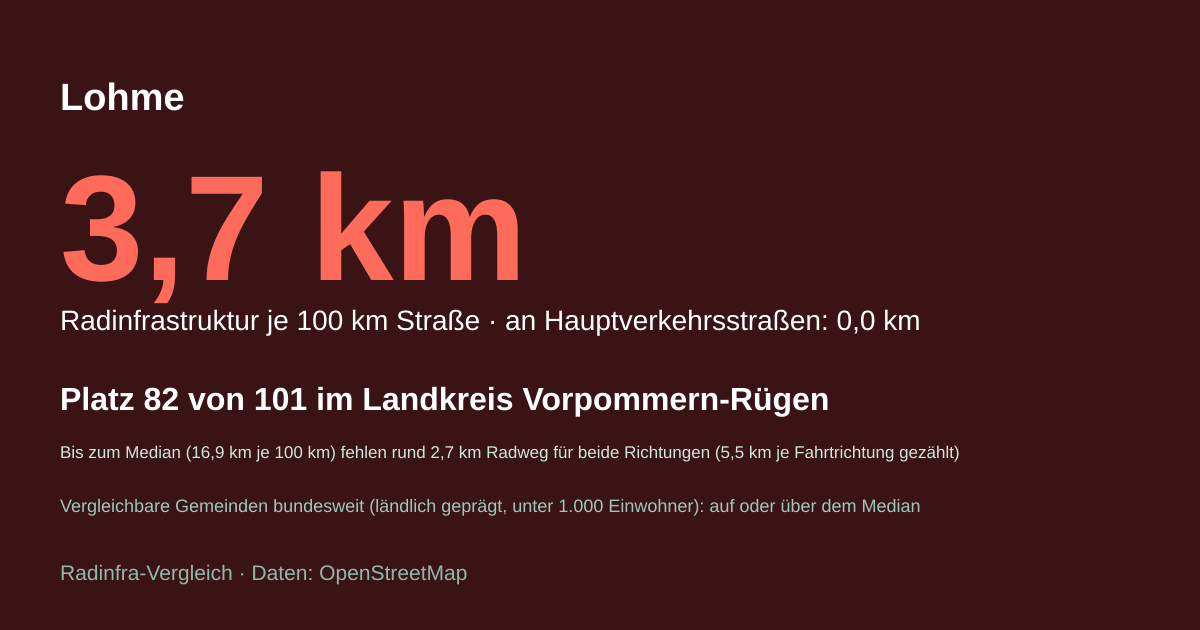 Lohme
3,7 km
Radinfrastruktur je 100 km Straße · an Hauptverkehrsstraßen: 0,0 km
Platz 82 von 101 im Landkreis Vorpommern-Rügen
Bis zum Median (16,9 km je 100 km) fehlen rund 2,7 km Radweg für beide Richtungen (5,5 km je Fahrtrichtung gezählt)
Vergleichbare Gemeinden bundesweit (ländlich geprägt, unter 1.000 Einwohner): auf oder über dem Median
Radinfra-Vergleich · Daten: OpenStreetMap